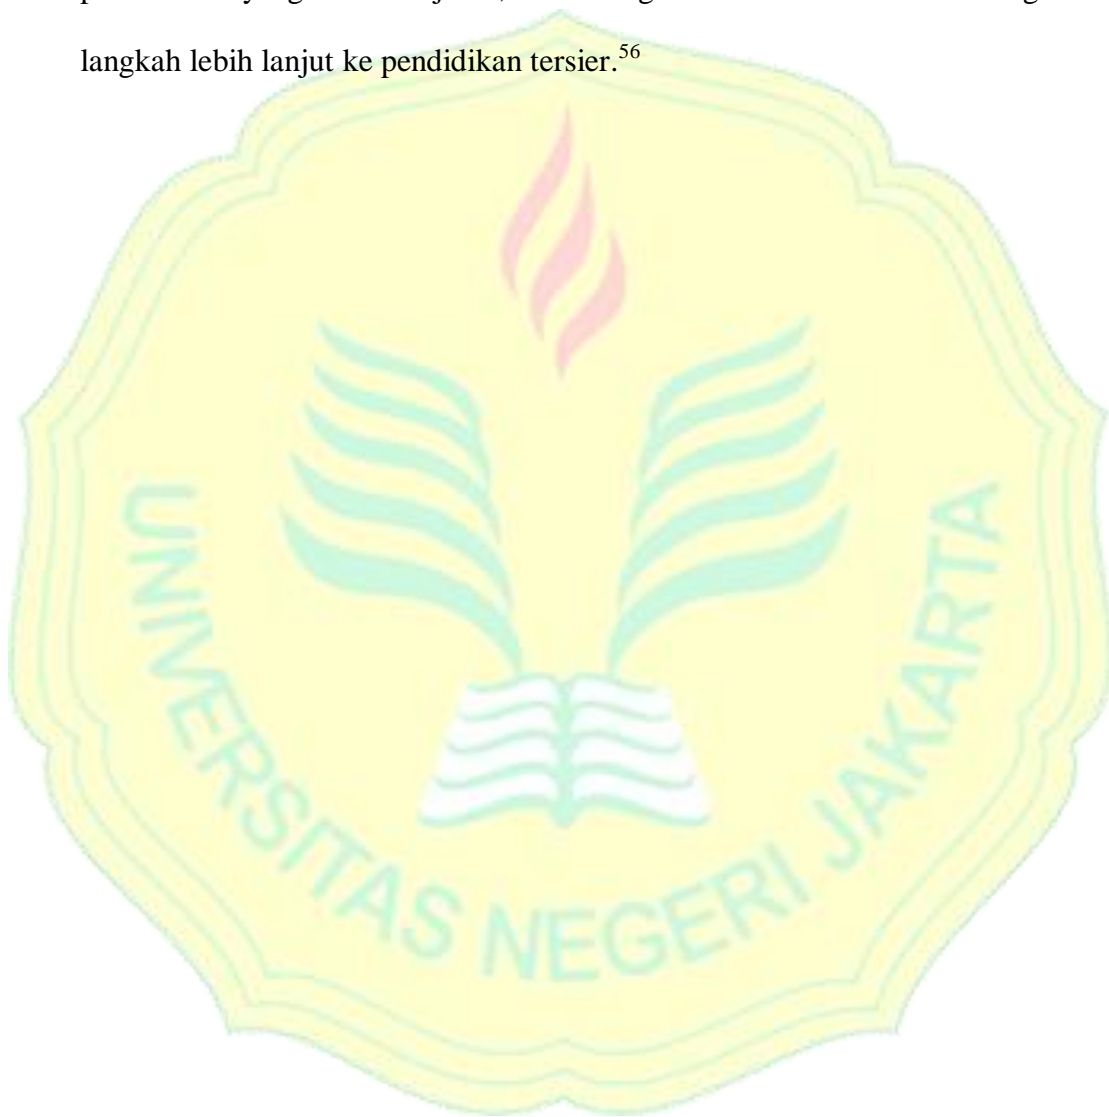 langkah lebih lanjut ke pendidikan tersier.⁵⁶
UNIVERSITAS NEGERI JAKARTA